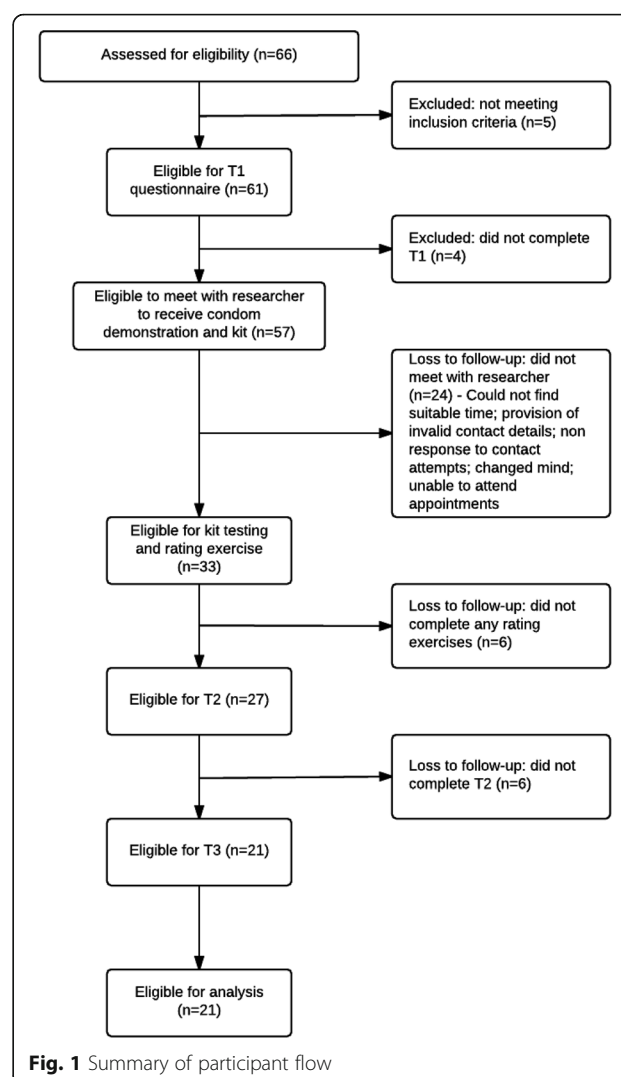 Assessed for eligibility (n=66)
Excluded: not meeting
inclusion criteria (n=5)
Eligible for T1
questionnaire (n=61)
Excluded: did not complete
T1 (n=4)
Eligible to meet with researcher
to receive condom
demonstration and kit (n=57)
Loss to follow-up: did not
meet with researcher
(n=24) - Could not find
suitable time; provision of
invalid contact details; non
response to contact
attempts; changed mind;
unable to attend
appointments
Eligible for kit testing
and rating exercise
(n=33)
Loss to follow-up: did not
complete any rating
exercises (n=6)
Eligible for T2 (n=27)
Loss to follow-up: did not
complete T2 (n=6)
Eligible for T3 (n=21)
Eligible for analysis
(n=21)
Fig. 1 Summary of participant flow